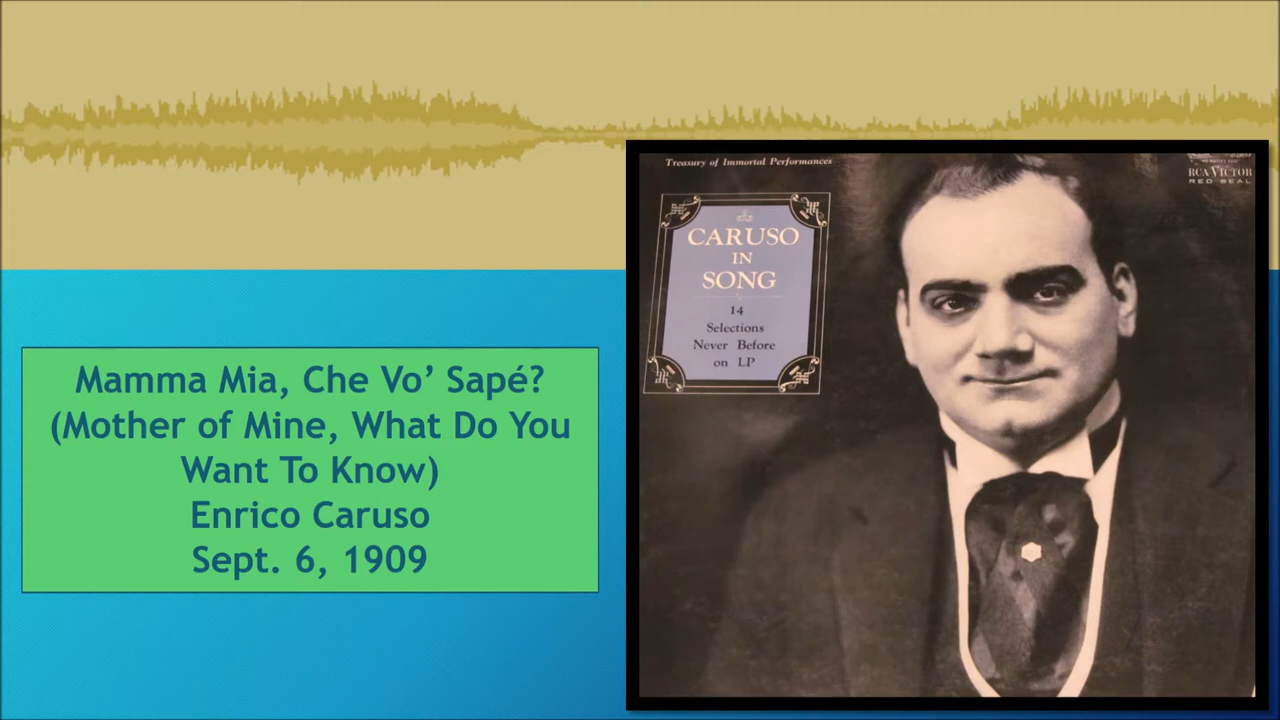 Treasury of Immortal Performances
RCA VICTOR
RED SEAL
CARUSO
IN
SONG
14
Selections
Never Before
on LP
Mamma Mia, Che Vo’ Sapé?
(Mother of Mine, What Do You
Want To Know)
Enrico Caruso
Sept. 6, 1909